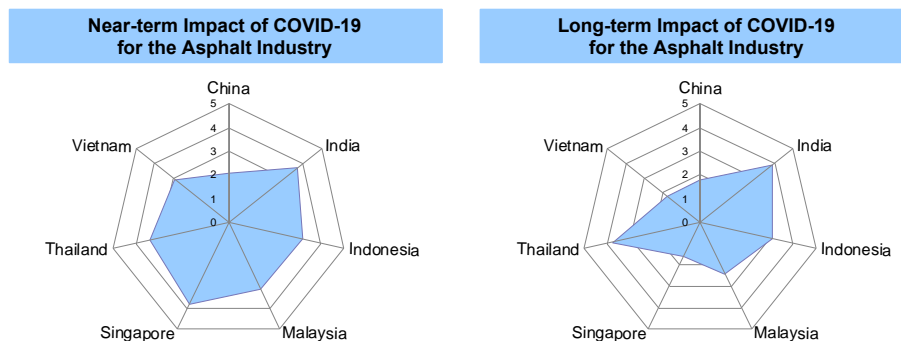 Near-term Impact of COVID-19
for the Asphalt Industry
China
5
4
3
2
1
0
India
Indonesia
Malaysia
Singapore
Thailand
Vietnam
Long-term Impact of COVID-19
for the Asphalt Industry
China
5
4
3
2
1
0
India
Indonesia
Malaysia
Singapore
Thailand
Vietnam